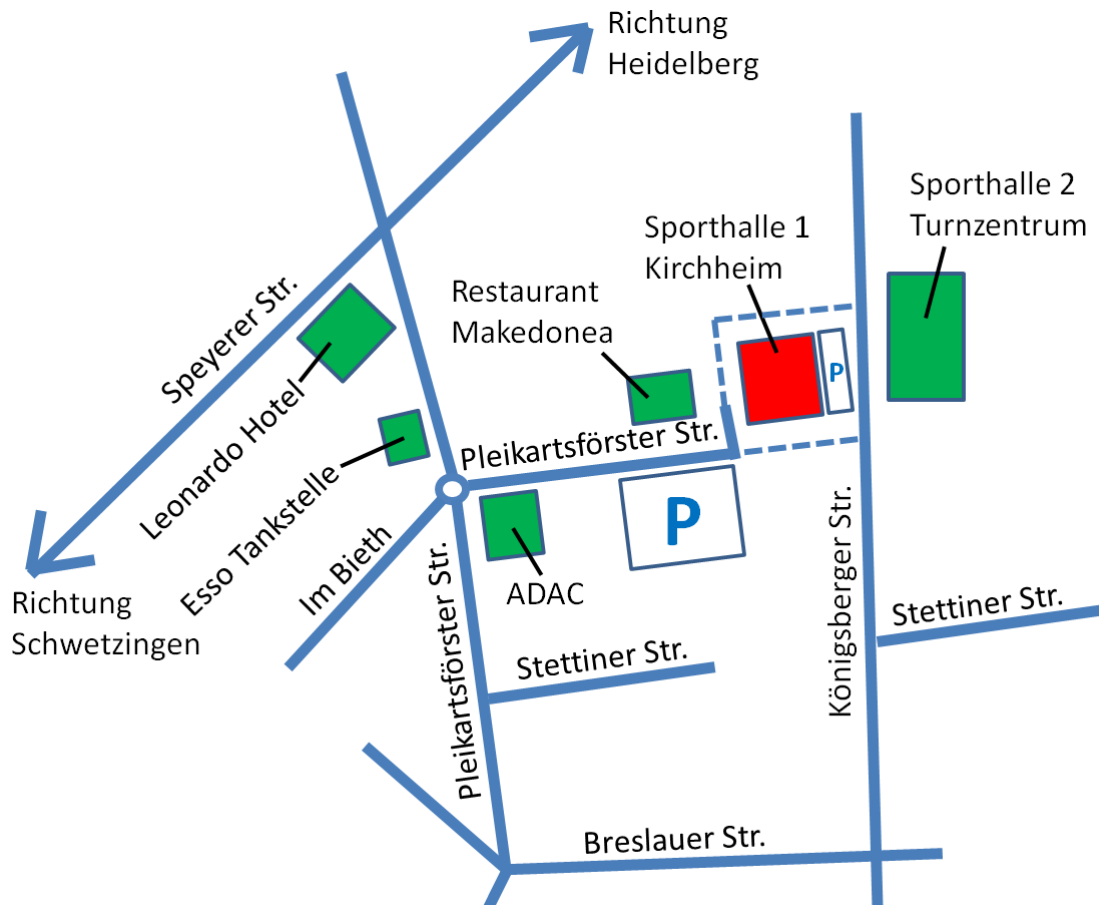 Richtung
Heidelberg
Sporthalle 2
Turnzentrum
Sporthalle 1
Kirchheim
Restaurant
Makedonea
Speyerer Str.
Leonardo Hotel
P
Pleikartsförster Str.
Esso Tankstelle
P
Im Bieth
ADAC
Richtung
Schwetzingen
Pleikartsförster Str.
Königsberger Str.
Stettiner Str.
Stettiner Str.
Breslauer Str.